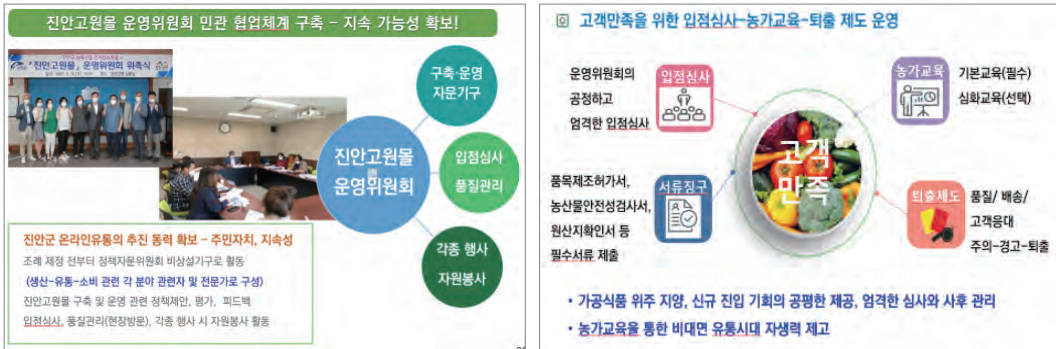 진안고원몰 운영위원회 민관 협업체계 구축 - 지속 가능성 확보!
『진안고원몰』 운영위원회 위촉식
구축·운영
자문기구
진안고원몰
운영위원회
입점심사
품질관리
각종 행사
자원봉사
진안군 온라인유통의 추진 동력 확보 - 주민자치, 지속성
조례 제정 전부터 정책자문위원회 비상설기구로 활동
(생산-유통-소비 관련 각 분야 관련자 및 전문가로 구성)
진안고원몰 구축 및 운영 관련 정책제안, 평가, 피드백
입점심사, 품질관리(현장방문), 각종 행사 시 자원봉사 활동
고객만족을 위한 입점심사-농가교육-퇴출 제도 운영
운영위원회의
공정하고
엄격한 입점심사
입점심사
농가교육
기본교육(필수)
심화교육(선택)
고객
만족
품목제조허가서,
농산물안전성검사서,
원산지확인서 등
필수서류 제출
서류징구
퇴출제도
품질/ 배송/
고객응대
주의-경고-퇴출
• 가공식품 위주 지양, 신규 진입 기회의 공평한 제공, 엄격한 심사와 사후 관리
• 농가교육을 통한 비대면 유통시대 자생력 제고